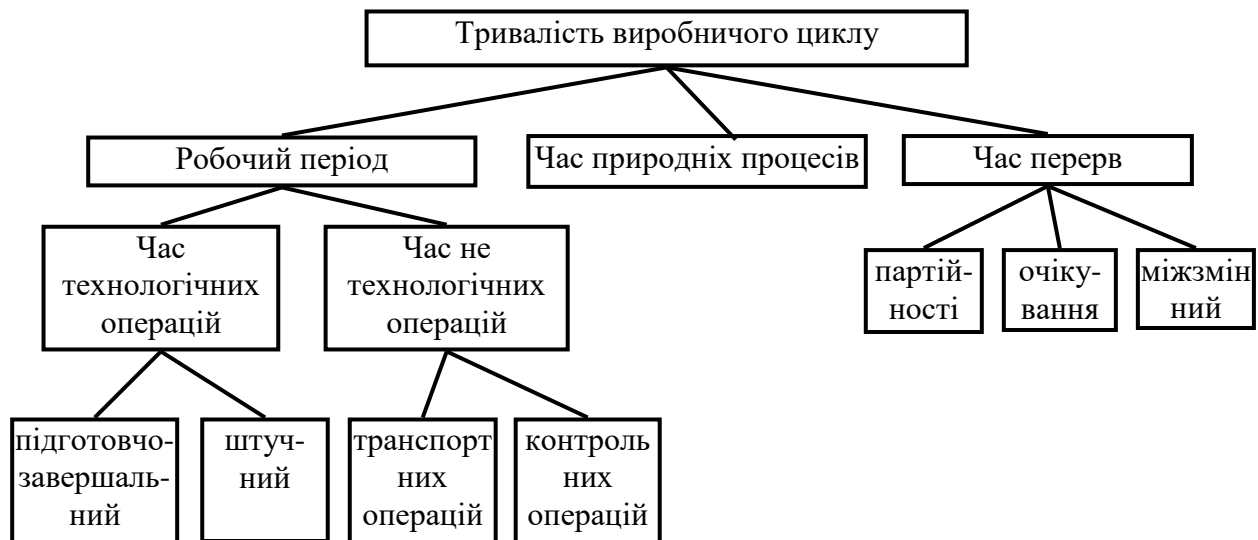 Тривалість виробничого циклу
Робочий період
Час природніх процесів
Час перерв
Час
технологічних
операцій
Час не
технологічних
операцій
партій-
ності
очіку-
вання
міжзмін
ний
підготовчо-
завершаль-
ний
штуч-
ний
транспорт
них
операцій
контроль
них
операцій